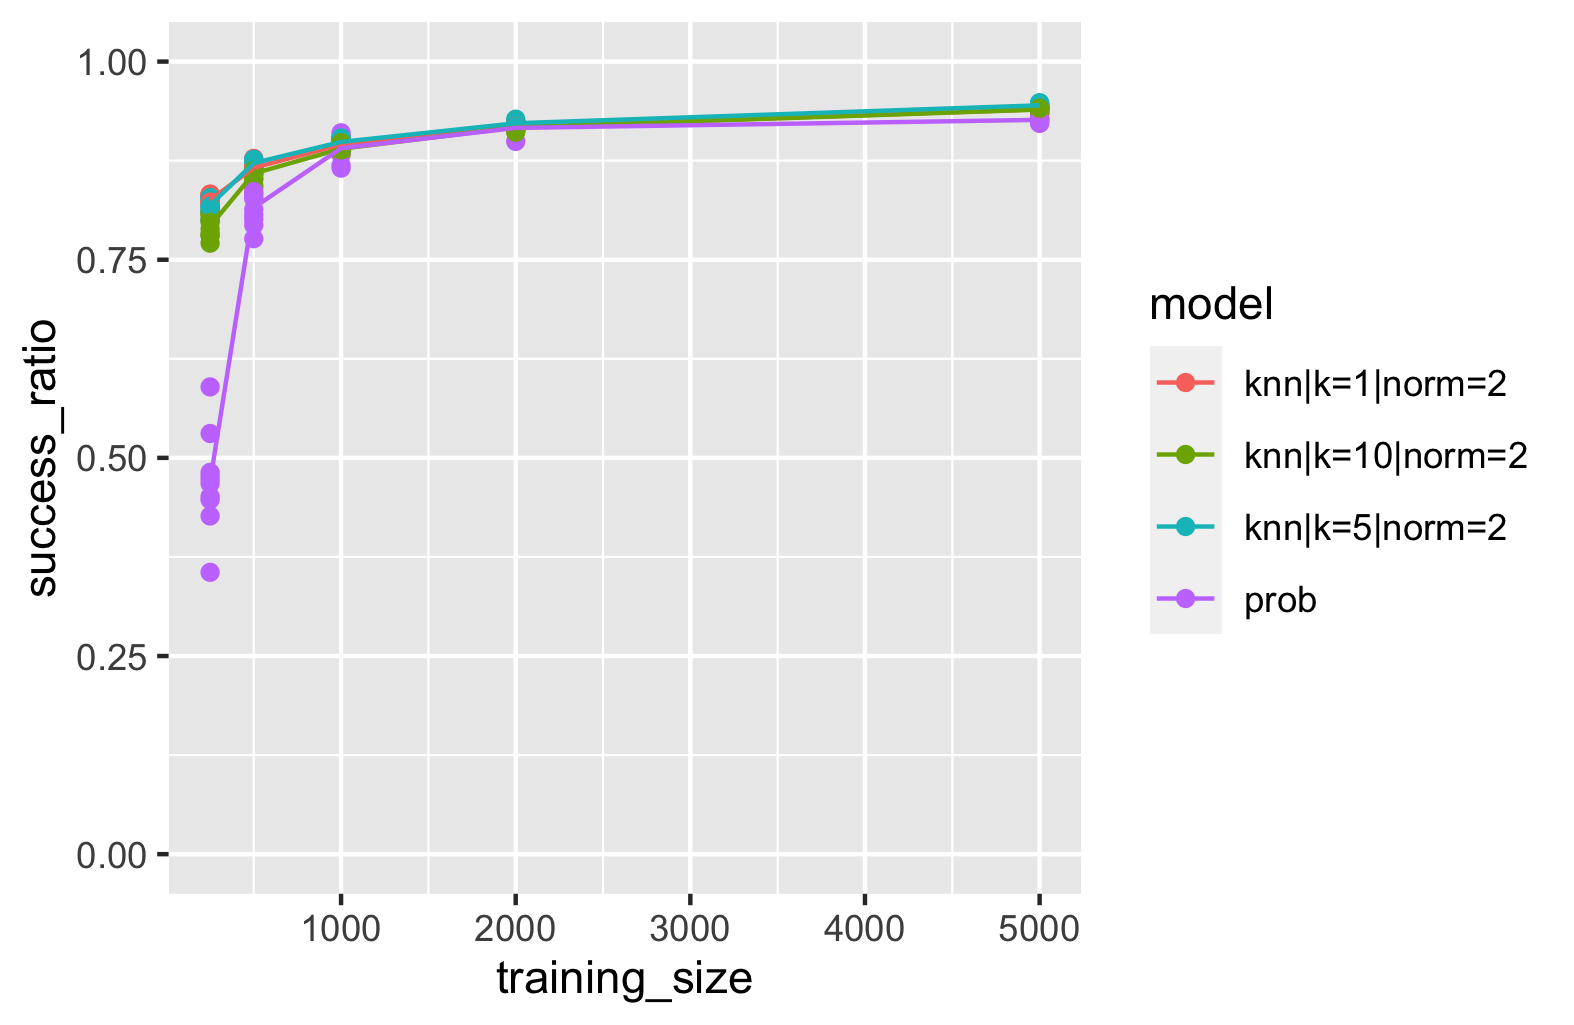 1.00
0.75
0.50
0.25
0.00
success_ratio
1000 2000 3000 4000 5000
training_size
model
knn|k=1|norm=2
knn|k=10|norm=2
knn|k=5|norm=2
prob